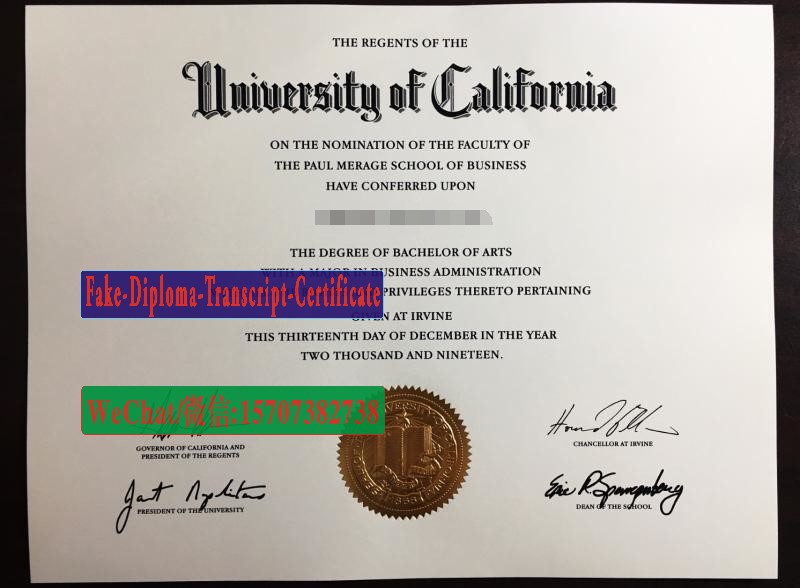 THE REGENTS OF THE
University of California
ON THE NOMINATION OF THE FACULTY OF
THE PAUL MERAGE SCHOOL OF BUSINESS
HAVE CONFERRED UPON
THE DEGREE OF BACHELOR OF ARTS
WITH A MAJOR IN BUSINESS ADMINISTRATION
Fake-Diploma-Transcript-Certificate
PRIVILEGES THERETO PERTAINING
GIVEN AT IRVINE
THIS THIRTEENTH DAY OF DECEMBER IN THE YEAR
TWO THOUSAND AND NINETEEN.
WeChat/微信:15707382738
GOVERNOR OF CALIFORNIA AND
PRESIDENT OF THE REGENTS
CHANCELLOR AT IRVINE
PRESIDENT OF THE UNIVERSITY
DEAN OF THE SCHOOL